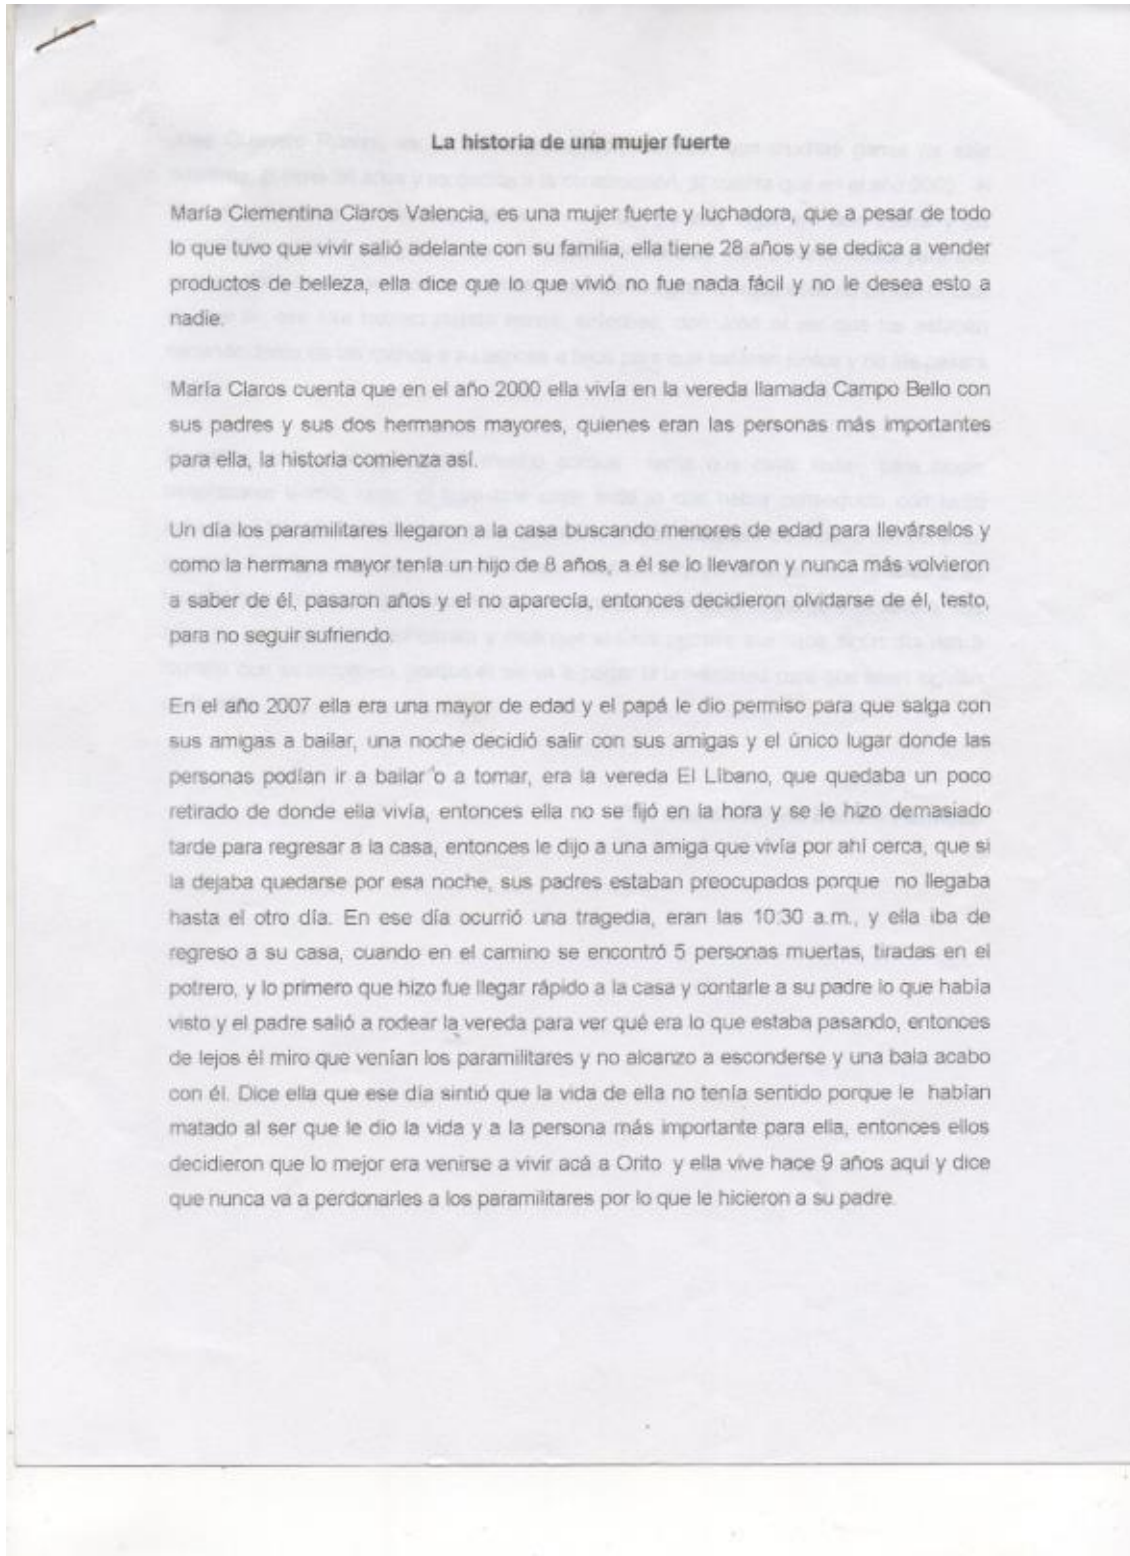 La historia de una mujer fuerte
María Clementina Claros Valencia, es una mujer fuerte y luchadora, que a pesar de todo
lo que tuvo que vivir salió adelante con su familia, ella tiene 28 años y se dedica a vender
productos de belleza, ella dice que lo que vivió no fue nada fácil y no le desea esto a
nadie.
María Claros cuenta que en el año 2000 ella vivía en la vereda llamada Campo Bello con
sus padres y sus dos hermanos mayores, quienes eran las personas más importantes
para ella, la historia comienza así.
Un día los paramilitares llegaron a la casa buscando menores de edad para llevárselos y
como la hermana mayor tenía un hijo de 8 años, a él se lo llevaron y nunca más volvieron
a saber de él, pasaron años y el no aparecía, entonces decidieron olvidarse de él, testo,
para no seguir sufriendo.
En el año 2007 ella era una mayor de edad y el papá le dio permiso para que salga con
sus amigas a bailar, una noche decidió salir con sus amigas y el único lugar donde las
personas podían ir a bailar o a tomar, era la vereda El Líbano, que quedaba un poco
retirado de donde ella vivía, entonces ella no se fijó en la hora y se le hizo demasiado
tarde para regresar a la casa, entonces le dijo a una amiga que vivía por ahí cerca, que si
la dejaba quedarse por esa noche, sus padres estaban preocupados porque no llegaba
hasta el otro día. En ese día ocurrió una tragedia, eran las 10:30 a.m., y ella iba de
regreso a su casa, cuando en el camino se encontró 5 personas muertas, tiradas en el
potrero, y lo primero que hizo fue llegar rápido a la casa y contarle a su padre lo que había
visto y el padre salió a rodear la vereda para ver qué era lo que estaba pasando, entonces
de lejos él miro que venían los paramilitares y no alcanzo a esconderse y una bala acabo
con él. Dice ella que ese día sintió que la vida de ella no tenía sentido porque le habían
matado al ser que le dio la vida y a la persona más importante para ella, entonces ellos
decidieron que lo mejor era venirse a vivir acá a Orito y ella vive hace 9 años aquí y dice
que nunca va a perdonarles a los paramilitares por lo que le hicieron a su padre.